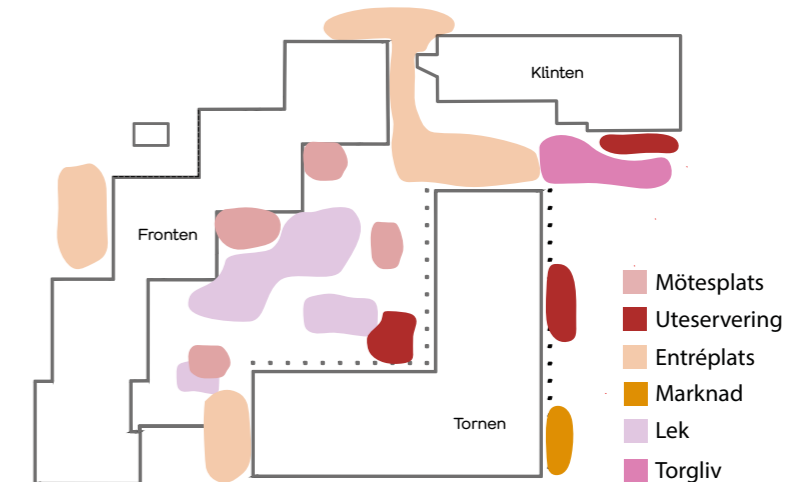 Klinten
Fronten
Tornen
Mötesplats
Uteservering
Entréplats
Marknad
Lek
Torgliv